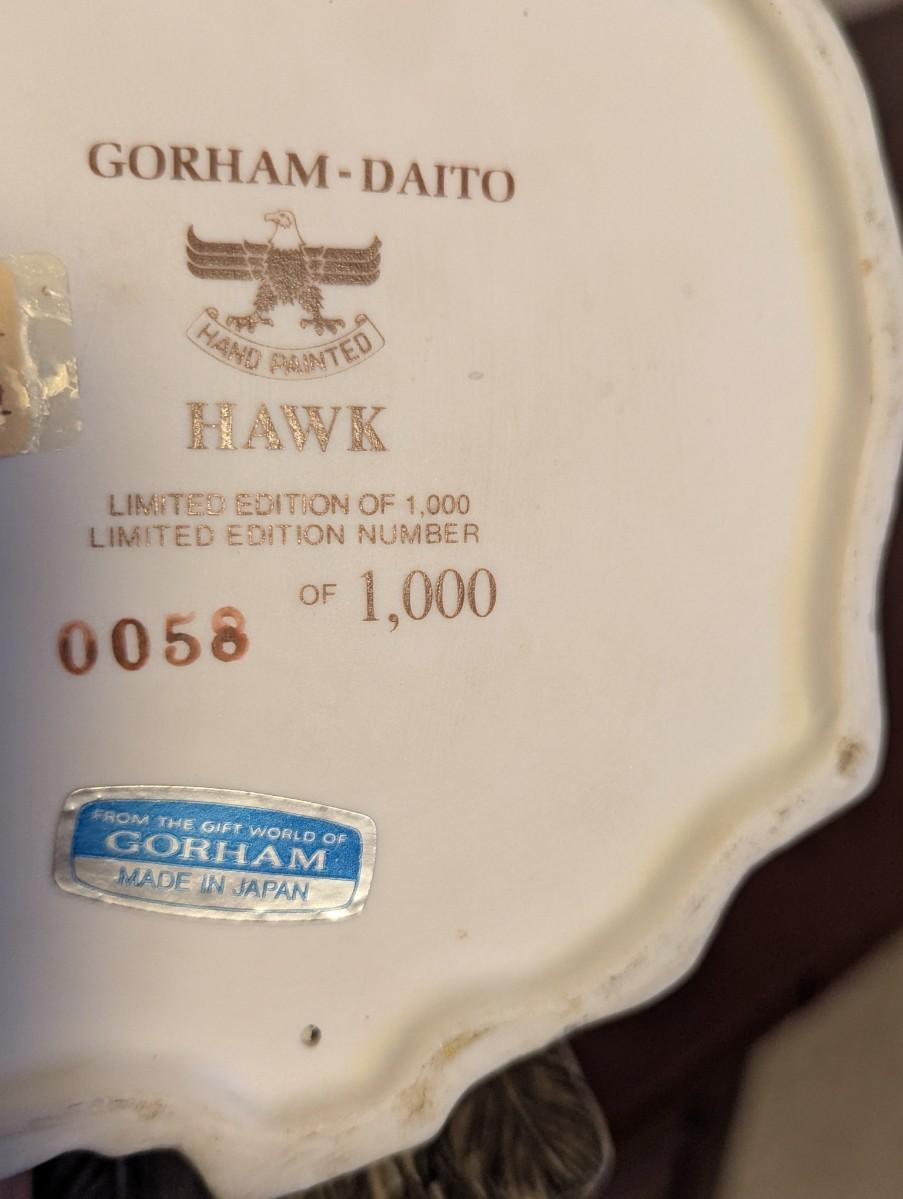 GORHAM-DAITO
HAND PAINTED
HAWK
LIMITED EDITION OF 1,000
LIMITED EDITION NUMBER
OF 1,000
0058
FROM THE GIFT WORLD OF
GORHAM
MADE IN JAPAN